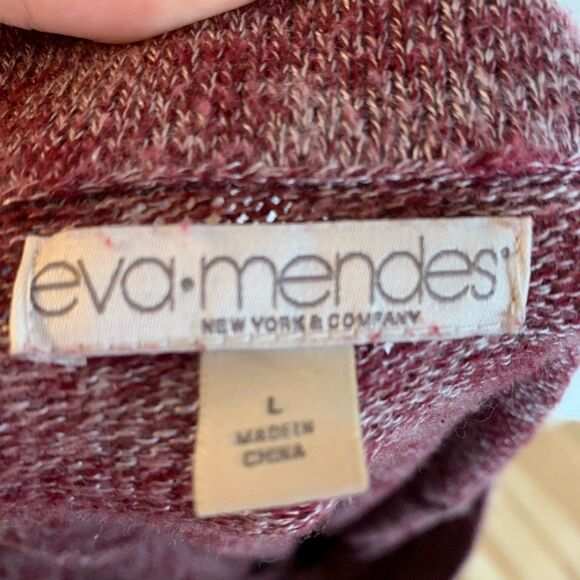 eva•mendes
NEW YORK & COMPANY
L
MADE IN
CHINA